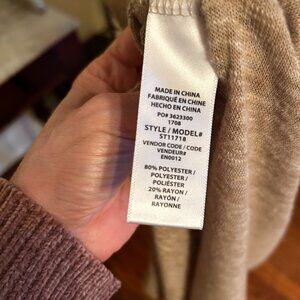 MADE IN CHINA
FABRIQUÉ EN CHINE
HECHO EN CHINA
PO# 3623300
1708
STYLE / MODEL#
ST11718
VENDOR CODE / CODE
VENDEUR#
EN0012
80% POLYESTER /
POLYESTER /
POLIÉSTER
20% RAYON /
RAYÓN /
RAYONNE